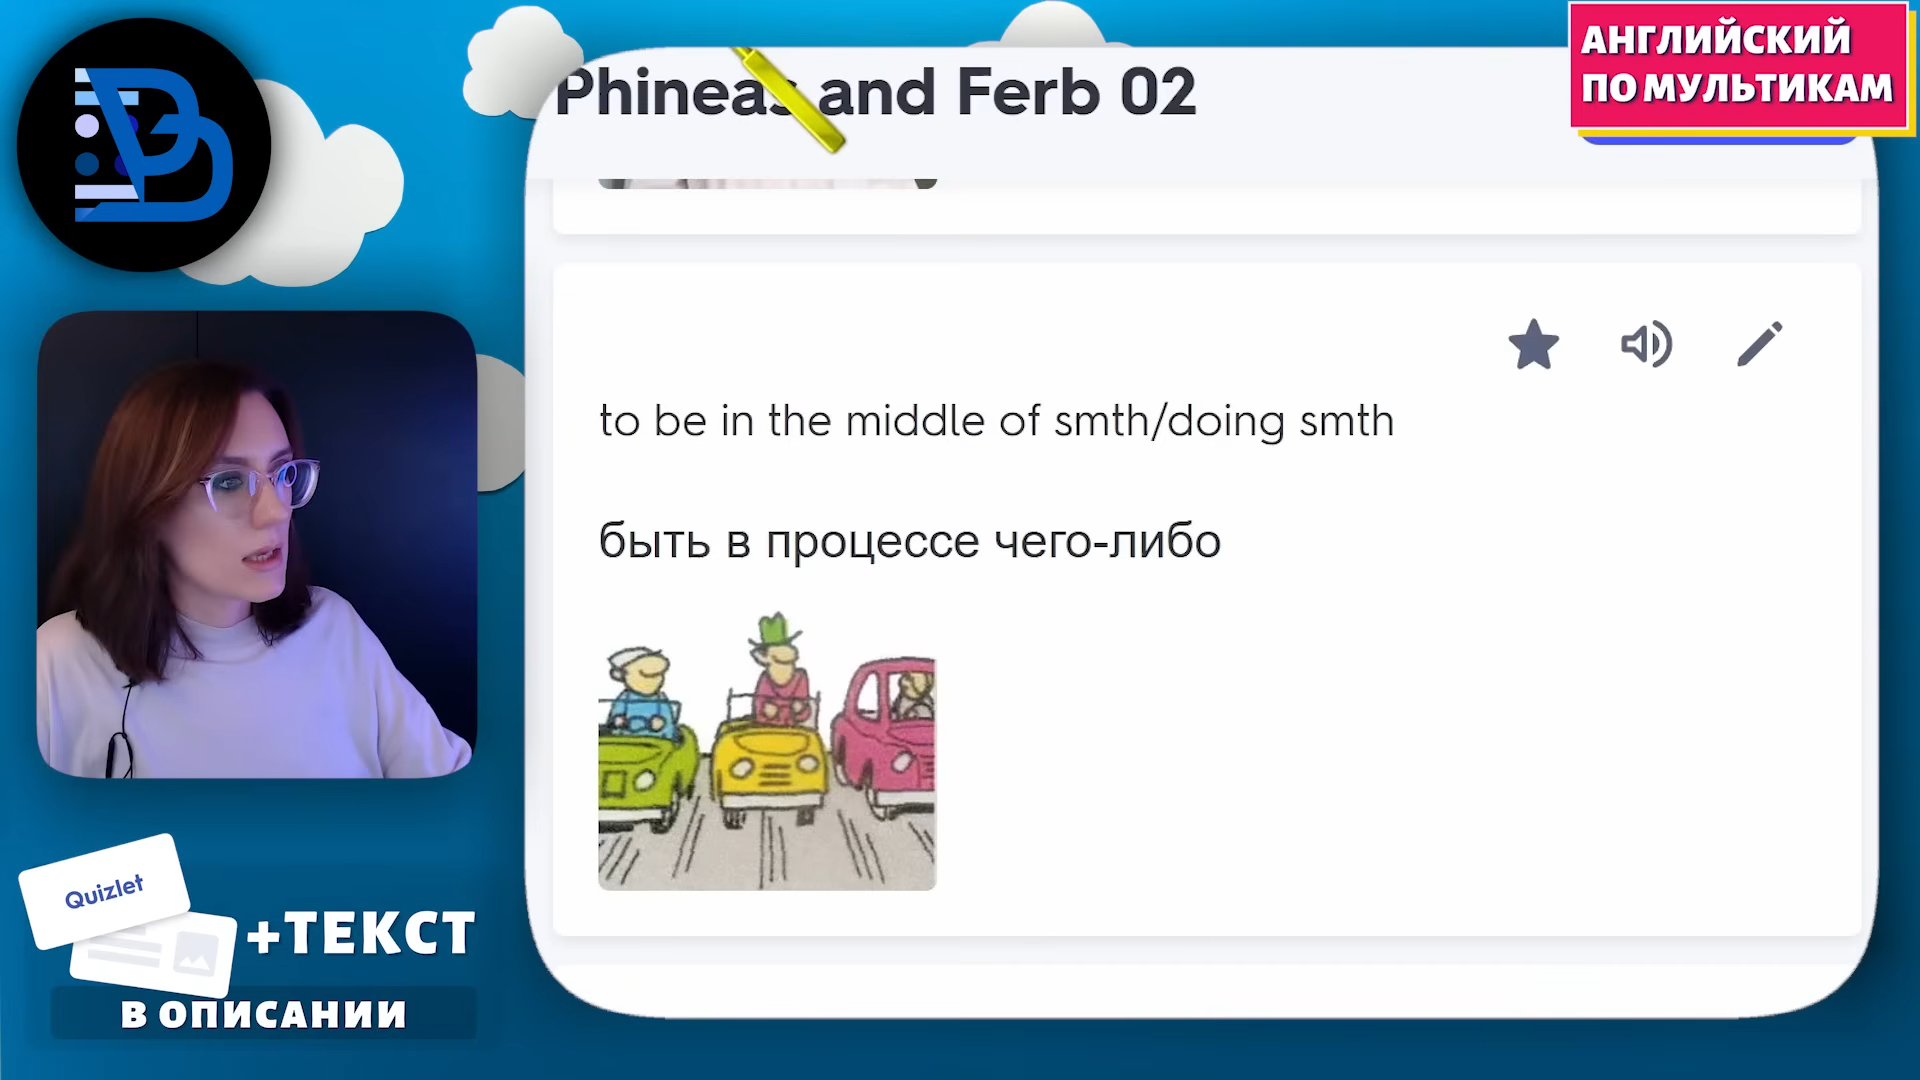 Phineas and Ferb 02
АНГЛИЙСКИЙ
ПО МУЛЬТИКАМ
to be in the middle of smth/doing smth
быть в процессе чего-либо
Quizlet
+ТЕКСТ
В ОПИСАНИИ